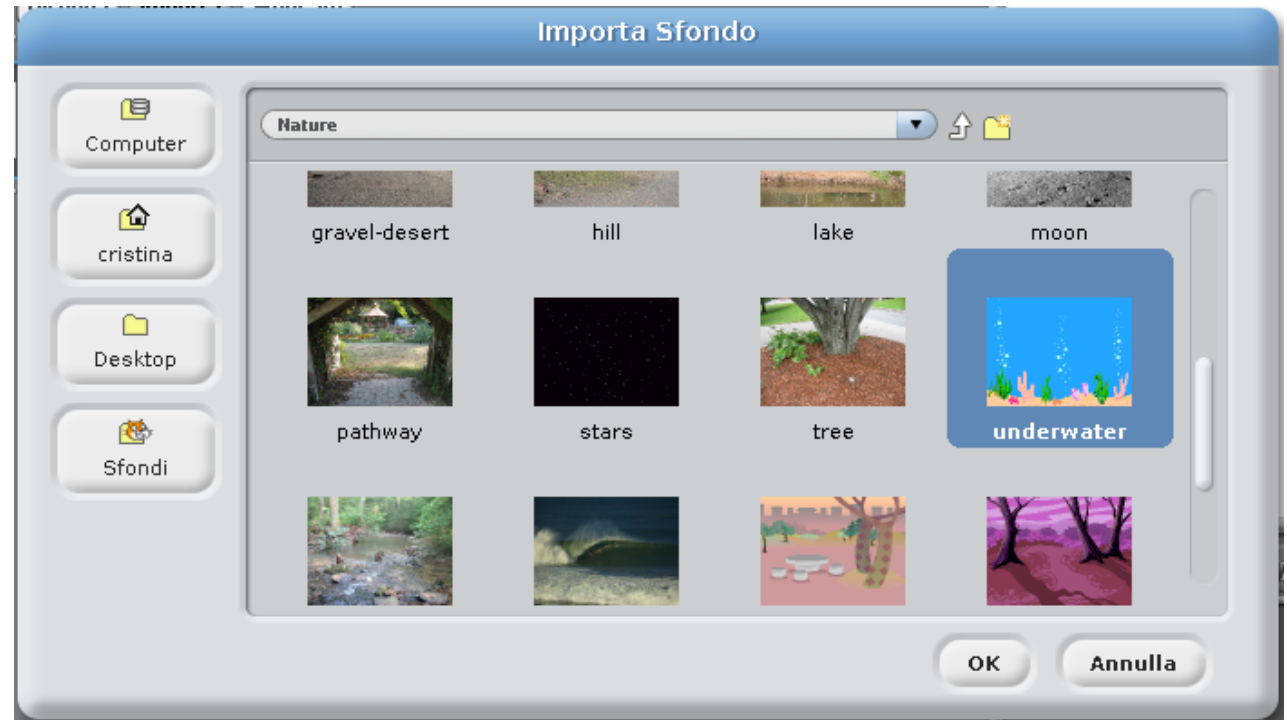 Importa Sfondo
Computer
cristina
Desktop
Sfondi
Nature
gravel-desert
hill
lake
moon
pathway
stars
tree
underwater
OK
Annulla